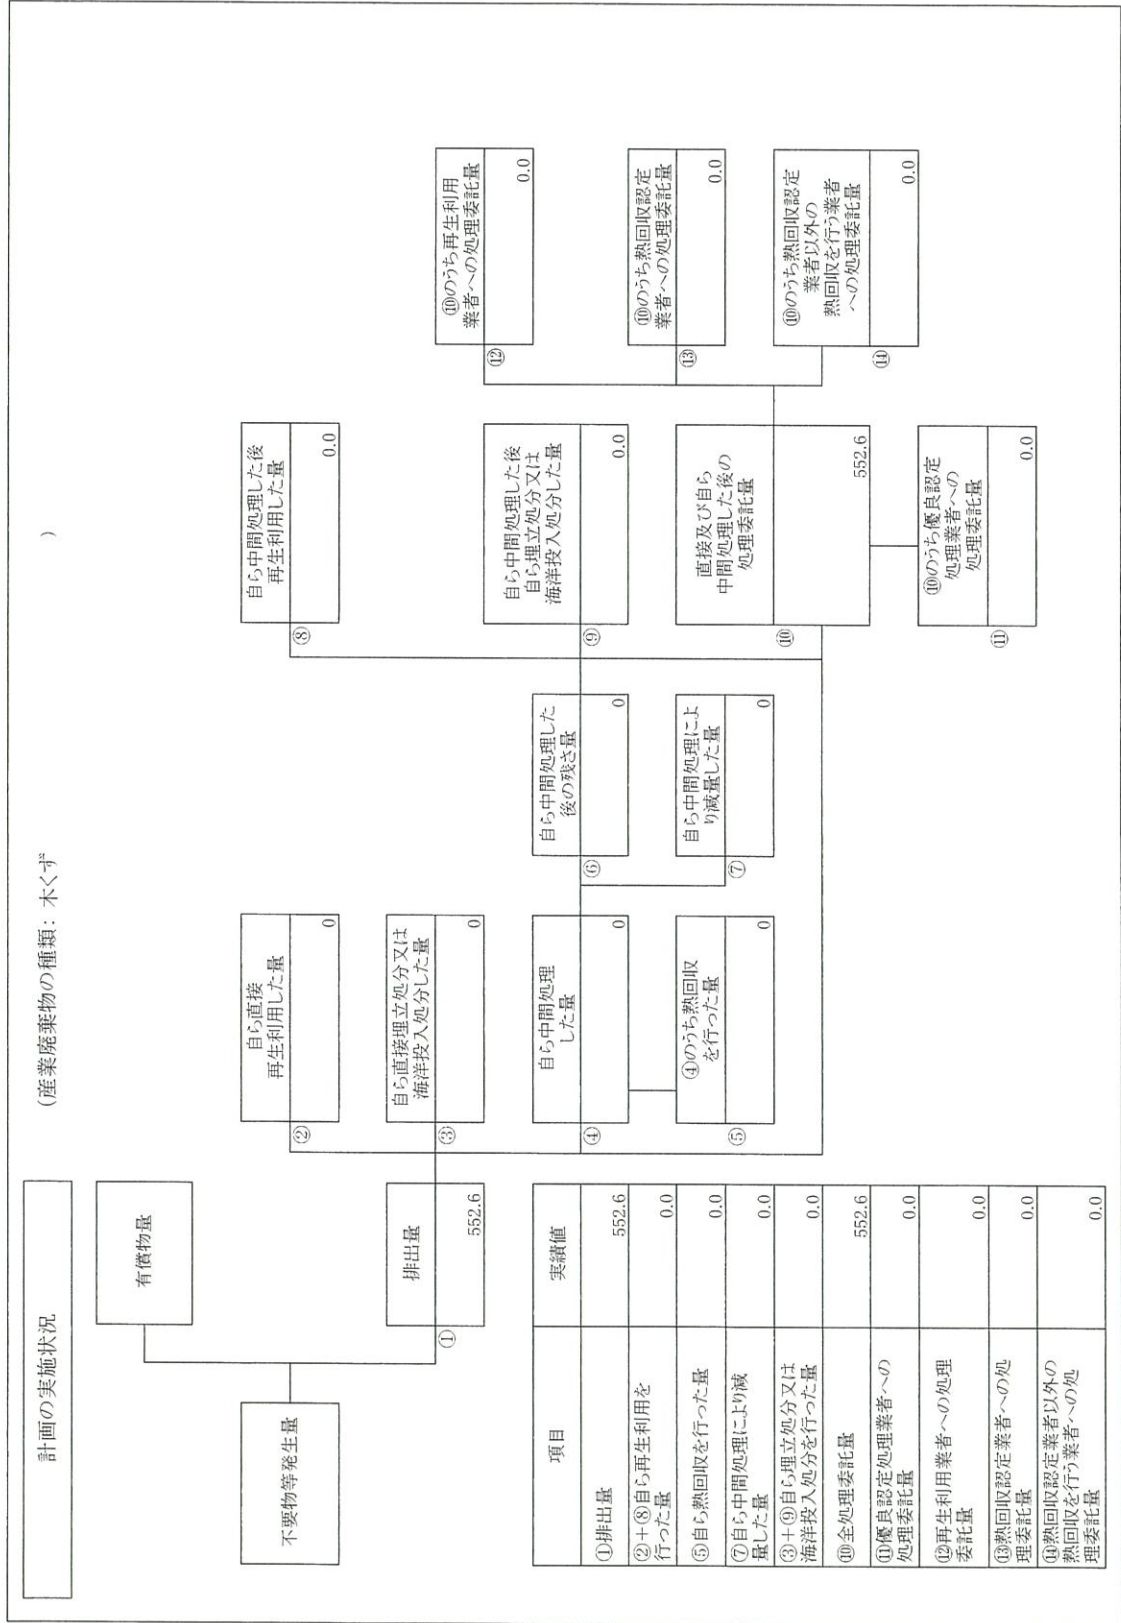 計画の実施状況
(産業廃棄物の種類: 木くず
)
不要物等発生量
有償物量
排出量
①
552.6
自ら直接
再生利用した量
②
0
自ら直接埋立処分又は
海洋投入処分した量
③
0
自ら中間処理
した量
④
0
④のうち熱回収
を行った量
⑤
0
自ら中間処理した
後の残さ量
⑥
0
自ら中間処理によ
り減量した量
⑦
0
自ら中間処理した後
再生利用した量
⑧
0.0
自ら中間処理した後
自ら埋立処分又は
海洋投入処分した量
⑨
0.0
直接及び自ら
中間処理した後の
処理委託量
⑩
552.6
⑩のうち優良認定
処理業者への
処理委託量
⑪
0.0
⑩のうち再生利用
業者への処理委託量
⑫
0.0
⑩のうち熱回収認定
業者への処理委託量
⑬
0.0
⑩のうち熱回収認定
業者以外の
熱回収を行う業者
への処理委託量
⑭
0.0
項目 実績値
①排出量 552.6
②+⑧自ら再生利用を
行った量 0.0
⑤自ら熱回収を行った量 0.0
⑦自ら中間処理により減
量した量 0.0
③+⑨自ら埋立処分又は
海洋投入処分を行った量 0.0
⑩全処理委託量 552.6
⑪優良認定処理業者への
処理委託量 0.0
⑫再生利用業者への処理
委託量 0.0
⑬熱回収認定業者への処
理委託量 0.0
⑭熱回収認定業者以外の
熱回収を行う業者への処
理委託量 0.0